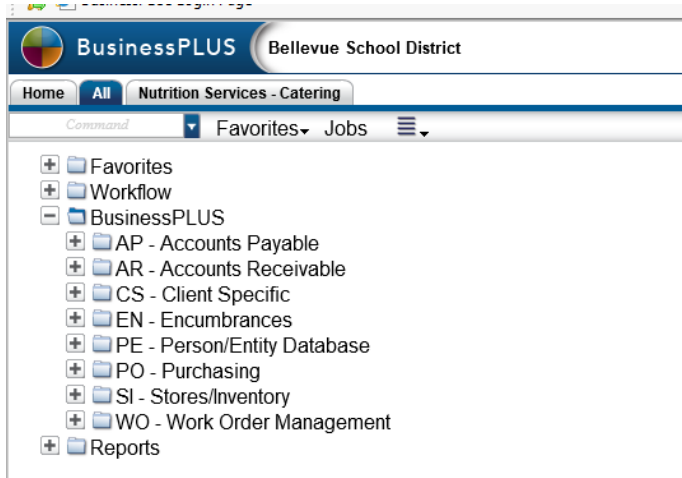 BusinessPLUS Bellevue School District
Home All Nutrition Services - Catering
Command Favorites Jobs
Favorites
Workflow
BusinessPLUS
AP - Accounts Payable
AR - Accounts Receivable
CS - Client Specific
EN - Encumbrances
PE - Person/Entity Database
PO - Purchasing
SI - Stores/Inventory
WO - Work Order Management
Reports